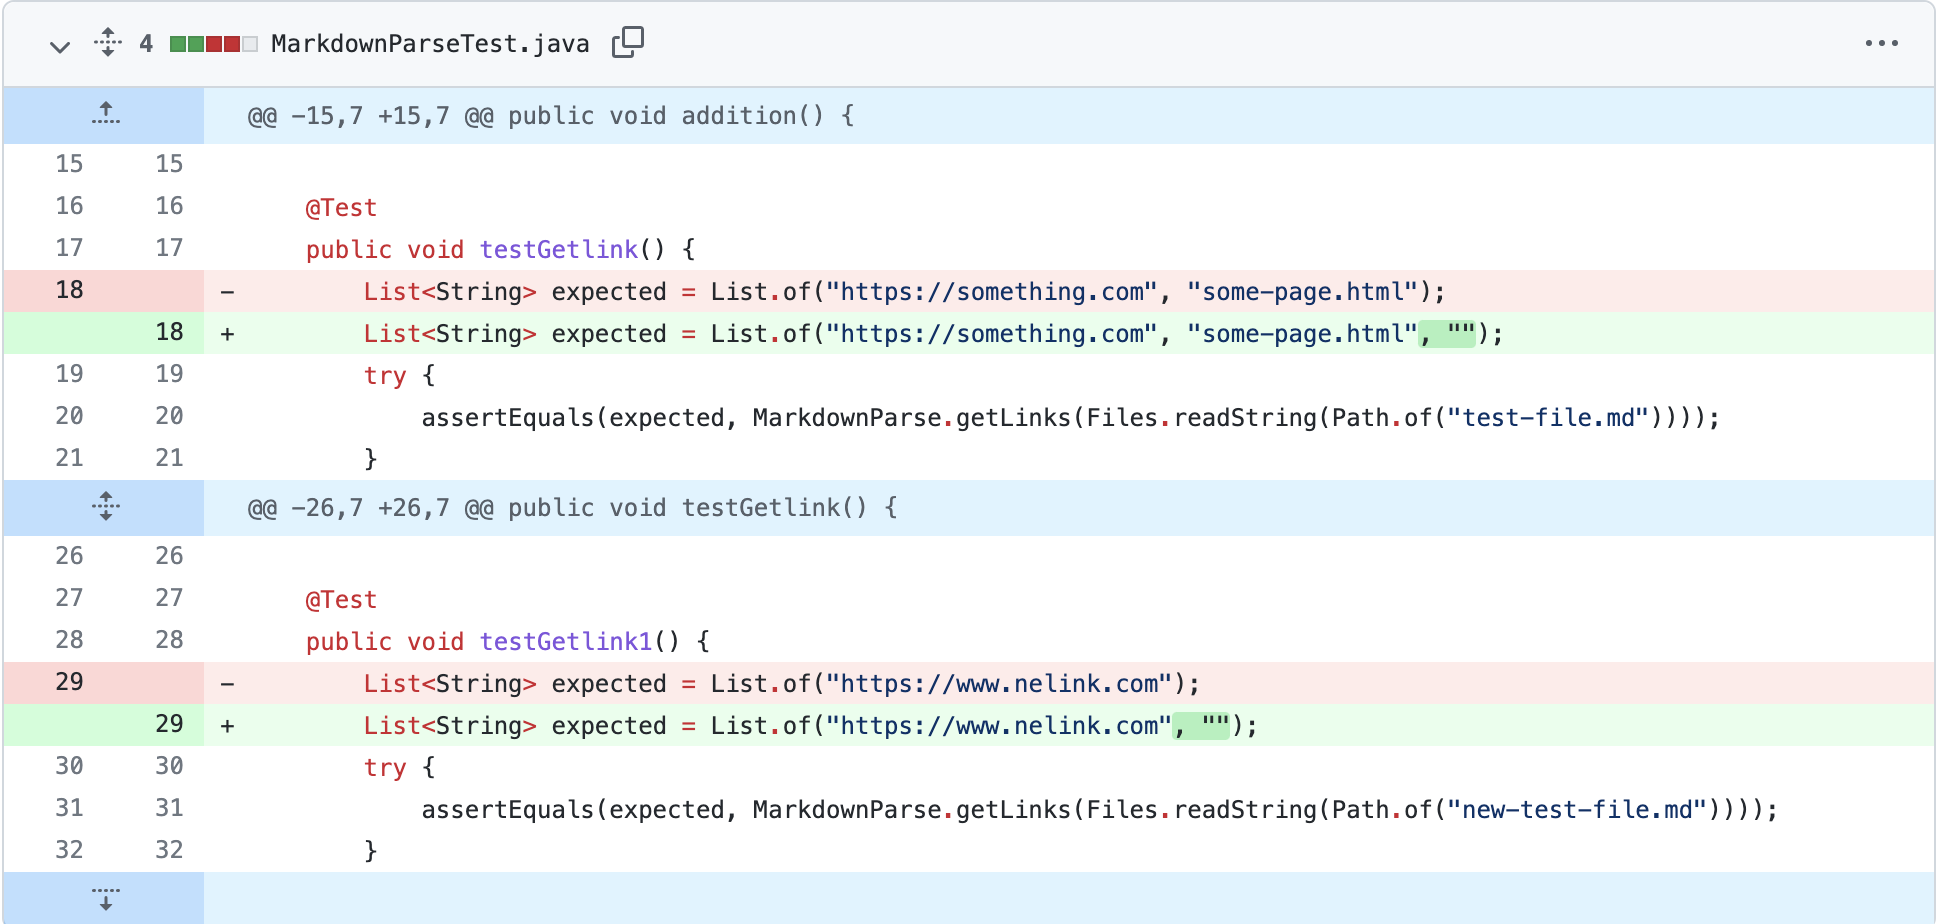 4 MarkdownParseTest.java
@@ -15,7 +15,7 @@ public void addition() {
15 15
16 16 @Test
17 17 public void testGetlink() {
18 - List<String> expected = List.of("https://something.com", "some-page.html");
18 + List<String> expected = List.of("https://something.com", "some-page.html", "");
19 19 try {
20 20 assertEquals(expected, MarkdownParse.getLinks(Files.readString(Path.of("test-file.md"))));
21 21 }
@@ -26,7 +26,7 @@ public void testGetlink() {
26 26
27 27 @Test
28 28 public void testGetlink1() {
29 - List<String> expected = List.of("https://www.nelink.com");
29 + List<String> expected = List.of("https://www.nelink.com", "");
30 30 try {
31 31 assertEquals(expected, MarkdownParse.getLinks(Files.readString(Path.of("new-test-file.md"))));
32 32 }